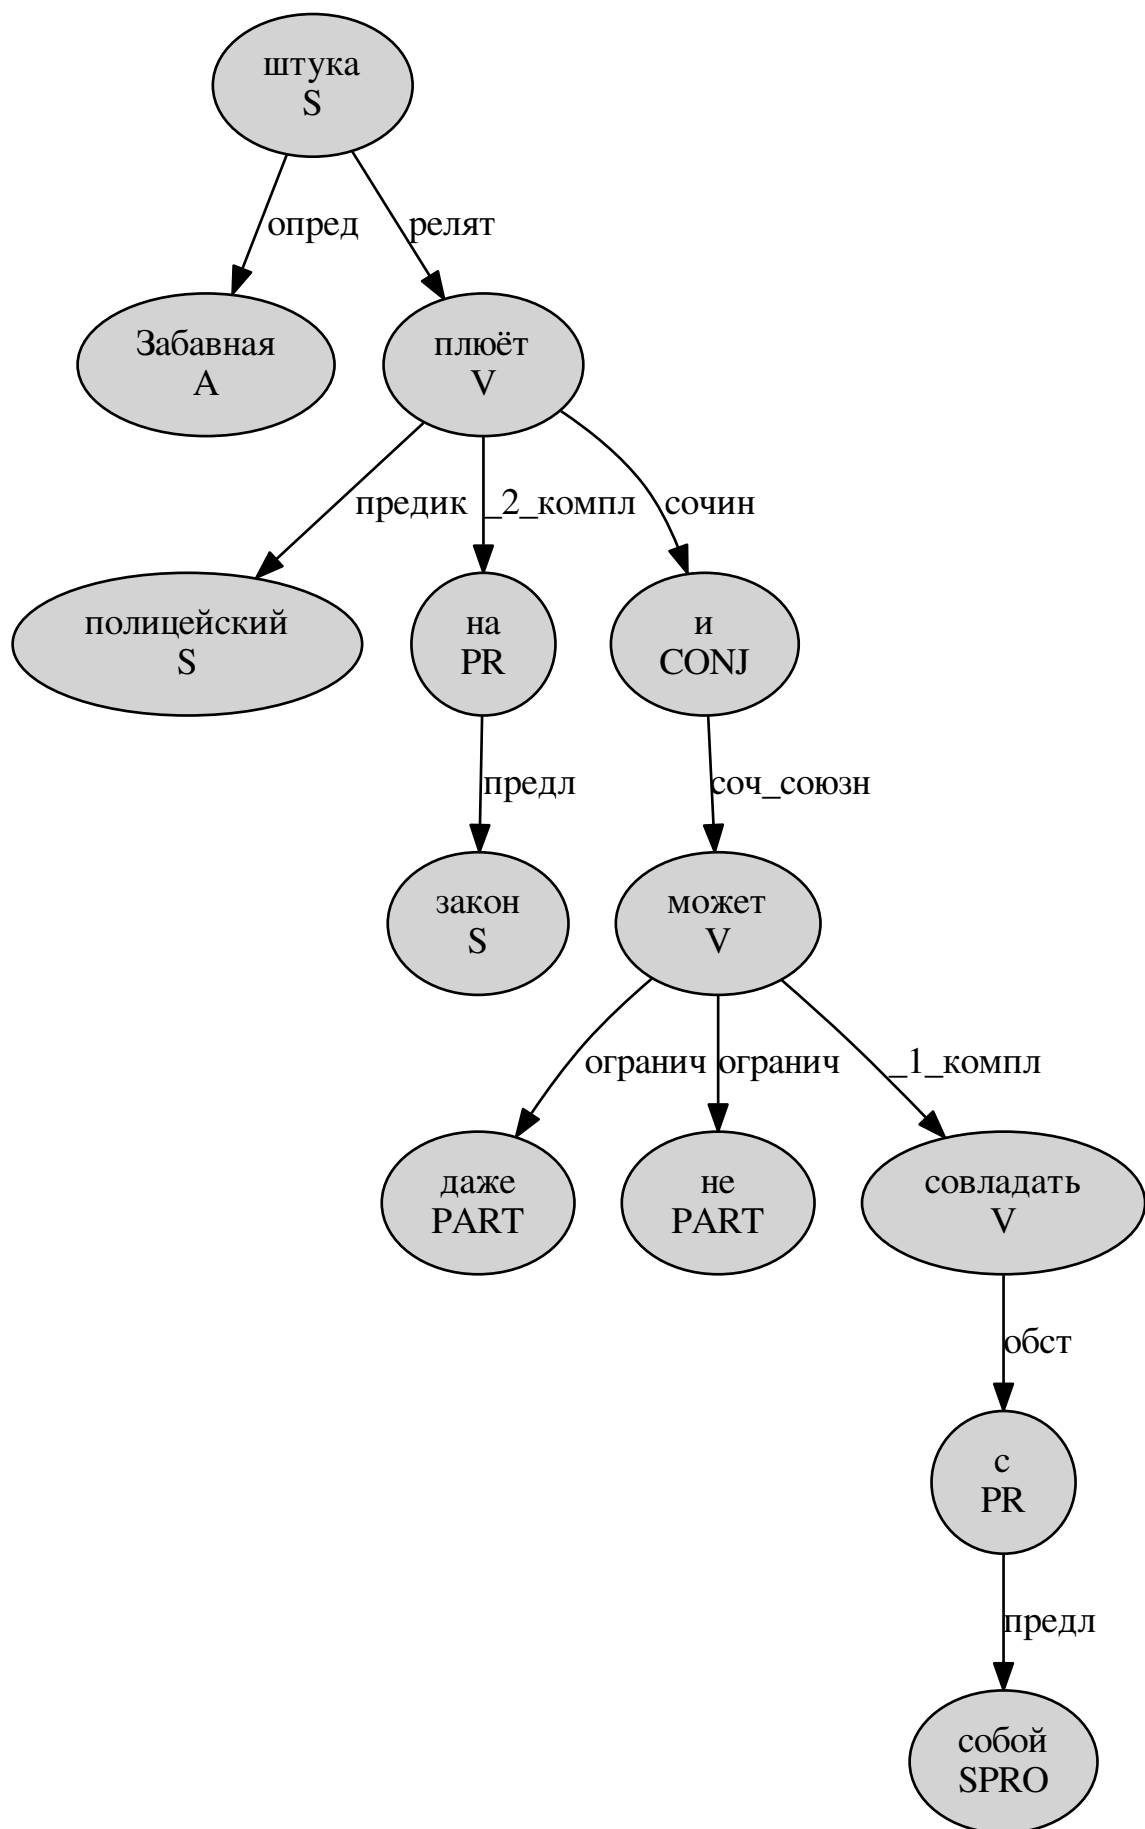 штука
S
опред
релят
Забавная
A
плюёт
V
предик
_2_компл
сочин
полицейский
S
на
PR
и
CONJ
предл
соч_союзн
закон
S
может
V
огранич
огранич
_1_компл
даже
PART
не
PART
совладать
V
обст
с
PR
предл
собой
SPRO